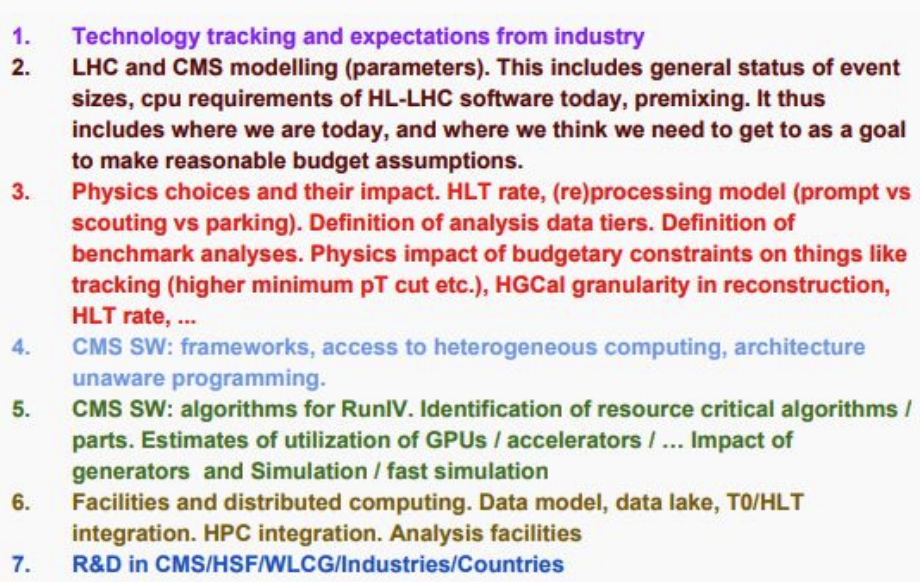 1. Technology tracking and expectations from industry
2. LHC and CMS modelling (parameters). This includes general status of event
sizes, cpu requirements of HL-LHC software today, premixing. It thus
includes where we are today, and where we think we need to get to as a goal
to make reasonable budget assumptions.
3. Physics choices and their impact. HLT rate, (re)processing model (prompt vs
scouting vs parking). Definition of analysis data tiers. Definition of
benchmark analyses. Physics impact of budgetary constraints on things like
tracking (higher minimum pT cut etc.), HGCal granularity in reconstruction,
HLT rate, ...
4. CMS SW: frameworks, access to heterogeneous computing, architecture
unaware programming.
5. CMS SW: algorithms for RunIV. Identification of resource critical algorithms /
parts. Estimates of utilization of GPUs / accelerators / … Impact of
generators and Simulation / fast simulation
6. Facilities and distributed computing. Data model, data lake, T0/HLT
integration. HPC integration. Analysis facilities
7. R&D in CMS/HSF/WLCG/Industries/Countries